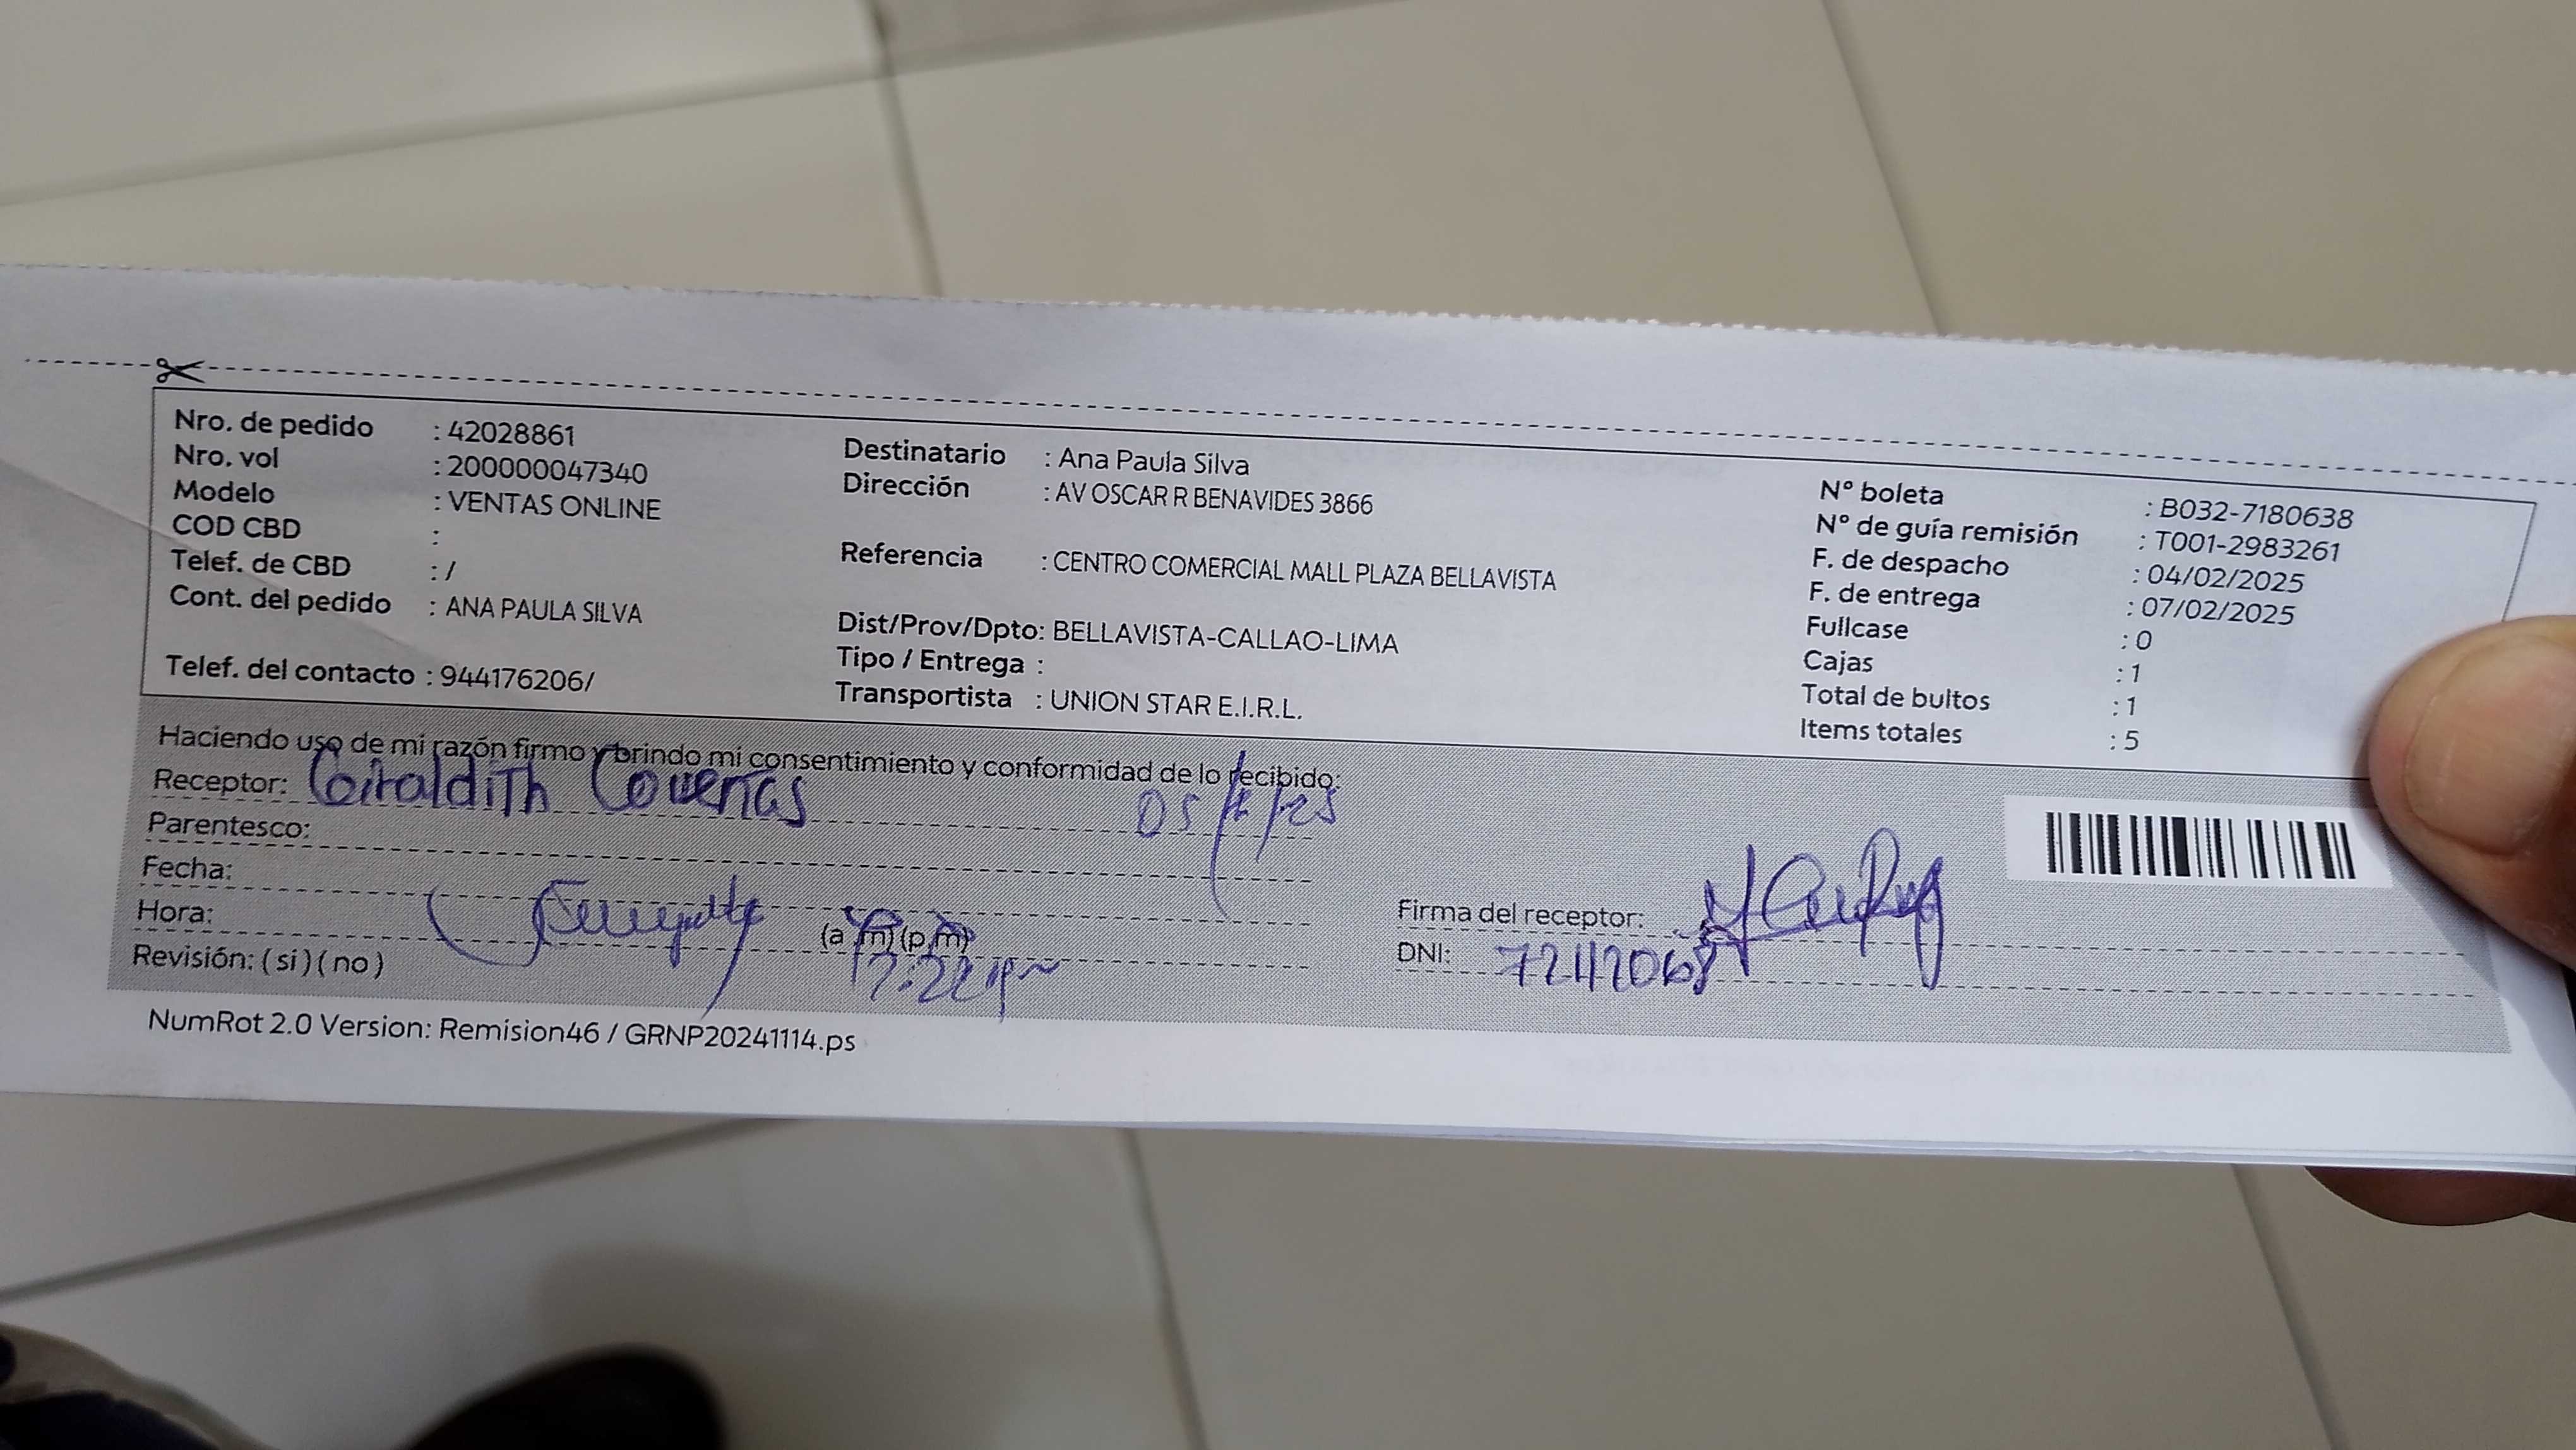 Nro. de pedido : 42028861
Nro. vol : 200000047340
Modelo : VENTAS ONLINE
COD CBD :
Telef. de CBD : /
Cont. del pedido : ANA PAULA SILVA
Telef. del contacto : 944176206/
Destinatario : Ana Paula Silva
Dirección : AV OSCAR R BENAVIDES 3866
Referencia : CENTRO COMERCIAL MALL PLAZA BELLAVISTA
Dist/Prov/Dpto: BELLAVISTA-CALLAO-LIMA
Tipo / Entrega :
Transportista : UNION STAR E.I.R.L.
N° boleta : B032-7180638
N° de guía remisión : T001-2983261
F. de despacho : 04/02/2025
F. de entrega : 07/02/2025
Fullcase : 0
Cajas : 1
Total de bultos : 1
Items totales : 5
Haciendo uso de mi razón firmo y brindo mi consentimiento y conformidad de lo recibido:
Receptor: Giraldith Coveñas
Parentesco:
Fecha:
Hora: (a.m) (p.m)
7:22 pm
Revisión: ( si ) ( no )
Firma del receptor:
DNI:
NumRot 2.0 Version: Remision46 / GRNP20241114.ps